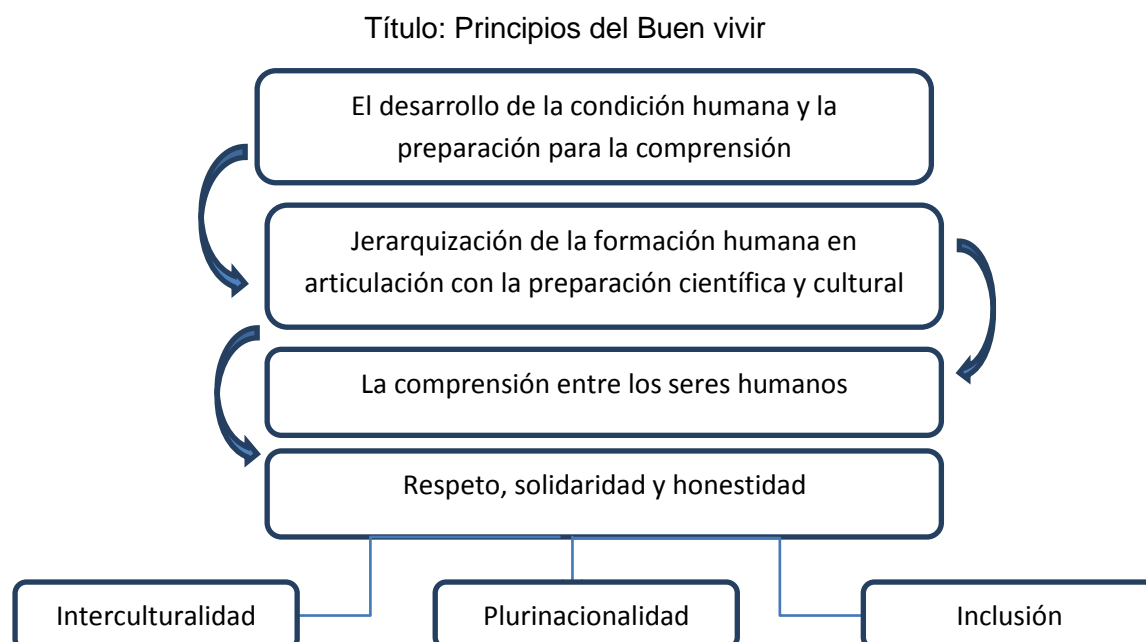 Título: Principios del Buen vivir
El desarrollo de la condición humana y la
preparación para la comprensión
Jerarquización de la formación humana en
articulación con la preparación científica y cultural
La comprensión entre los seres humanos
Respeto, solidaridad y honestidad
Interculturalidad
Plurinacionalidad
Inclusión